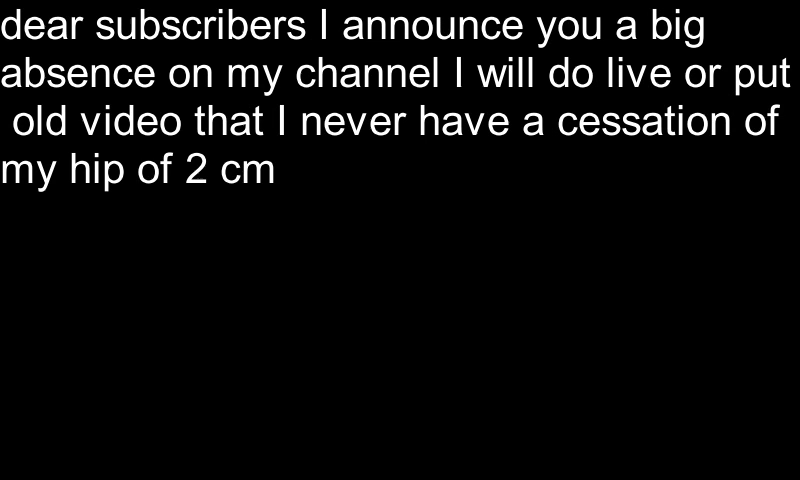 dear subscribers I announce you a big
absence on my channel I will do live or put
old video that I never have a cessation of
my hip of 2 cm